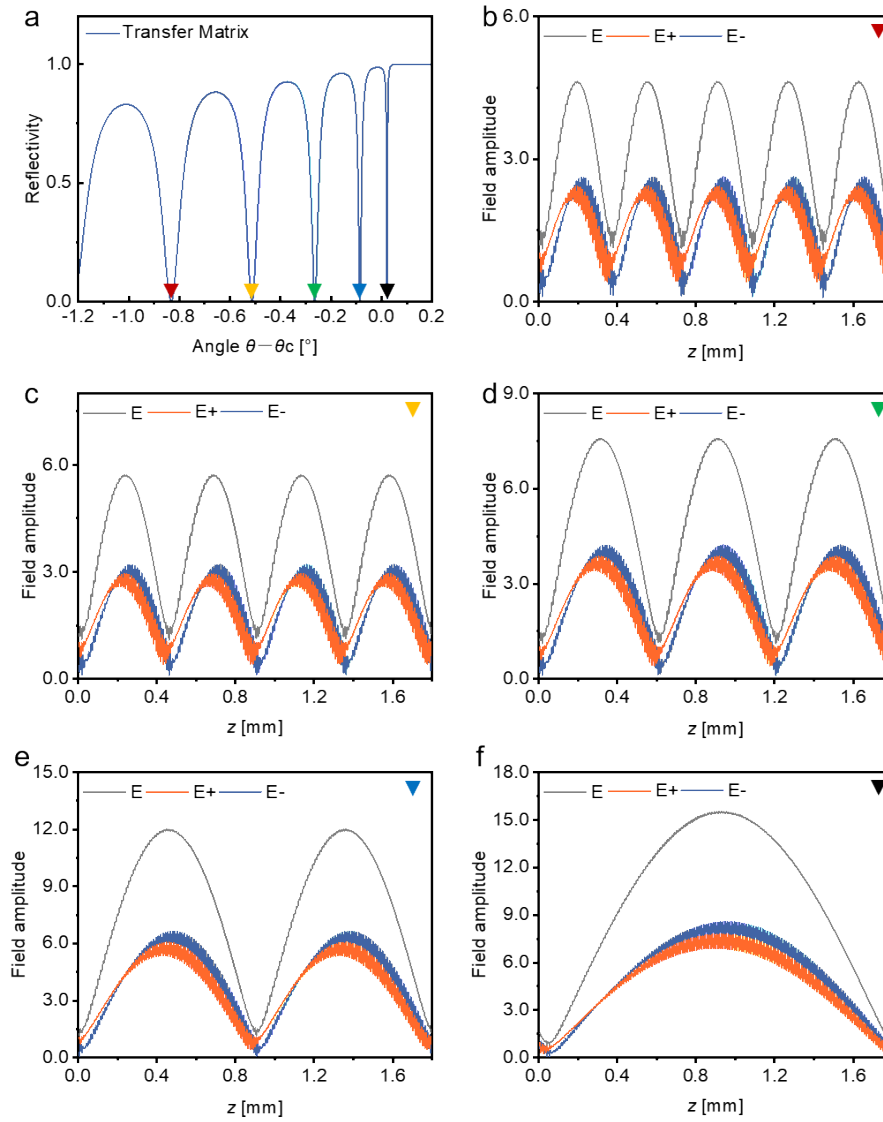 a
Transfer Matrix
Reflectivity
1.0
0.5
0.0
-1.2 -1.0 -0.8 -0.6 -0.4 -0.2 0.0 0.2
Angle θ－θc [°]
b
E E+ E-
Field amplitude
6.0
3.0
0.0
0.0 0.4 0.8 1.2 1.6
z [mm]
c
E E+ E-
Field amplitude
6.0
3.0
0.0
0.0 0.4 0.8 1.2 1.6
z [mm]
d
E E+ E-
Field amplitude
9.0
6.0
3.0
0.0
0.0 0.4 0.8 1.2 1.6
z [mm]
e
E E+ E-
Field amplitude
15.0
12.0
9.0
6.0
3.0
0.0
0.0 0.4 0.8 1.2 1.6
z [mm]
f
E E+ E-
Field amplitude
18.0
15.0
12.0
9.0
6.0
3.0
0.0
0.0 0.4 0.8 1.2 1.6
z [mm]